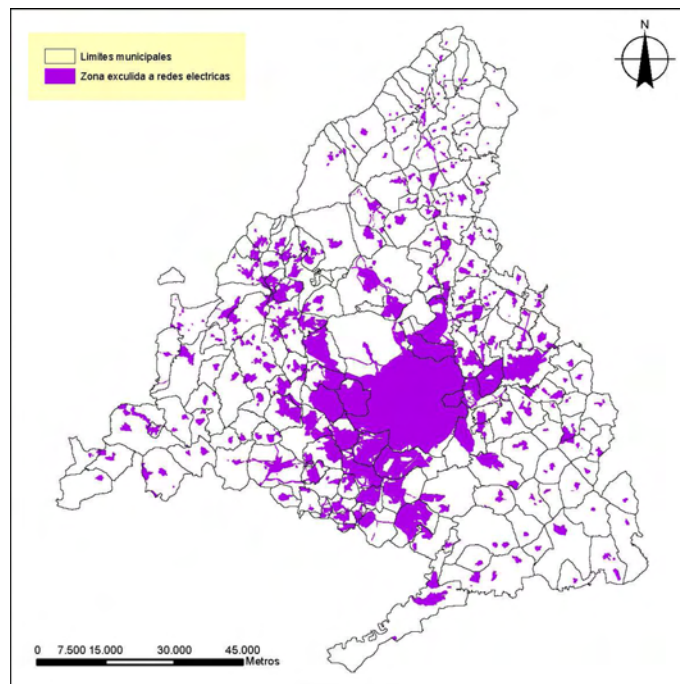 Limites municipales
Zona exculida a redes electricas
N
0 7.500 15.000 30.000 45.000
Metros